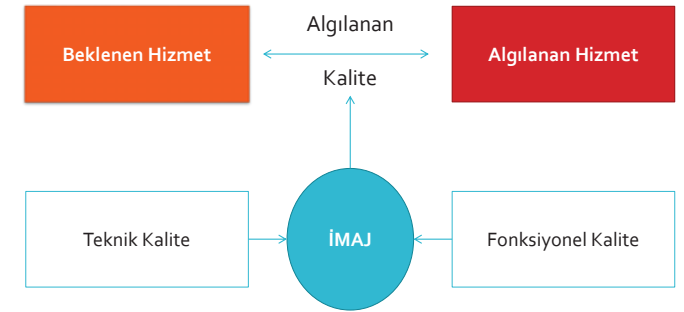 Algılanan
Beklenen Hizmet
Algılanan Hizmet
Kalite
Teknik Kalite
İMAJ
Fonksiyonel Kalite